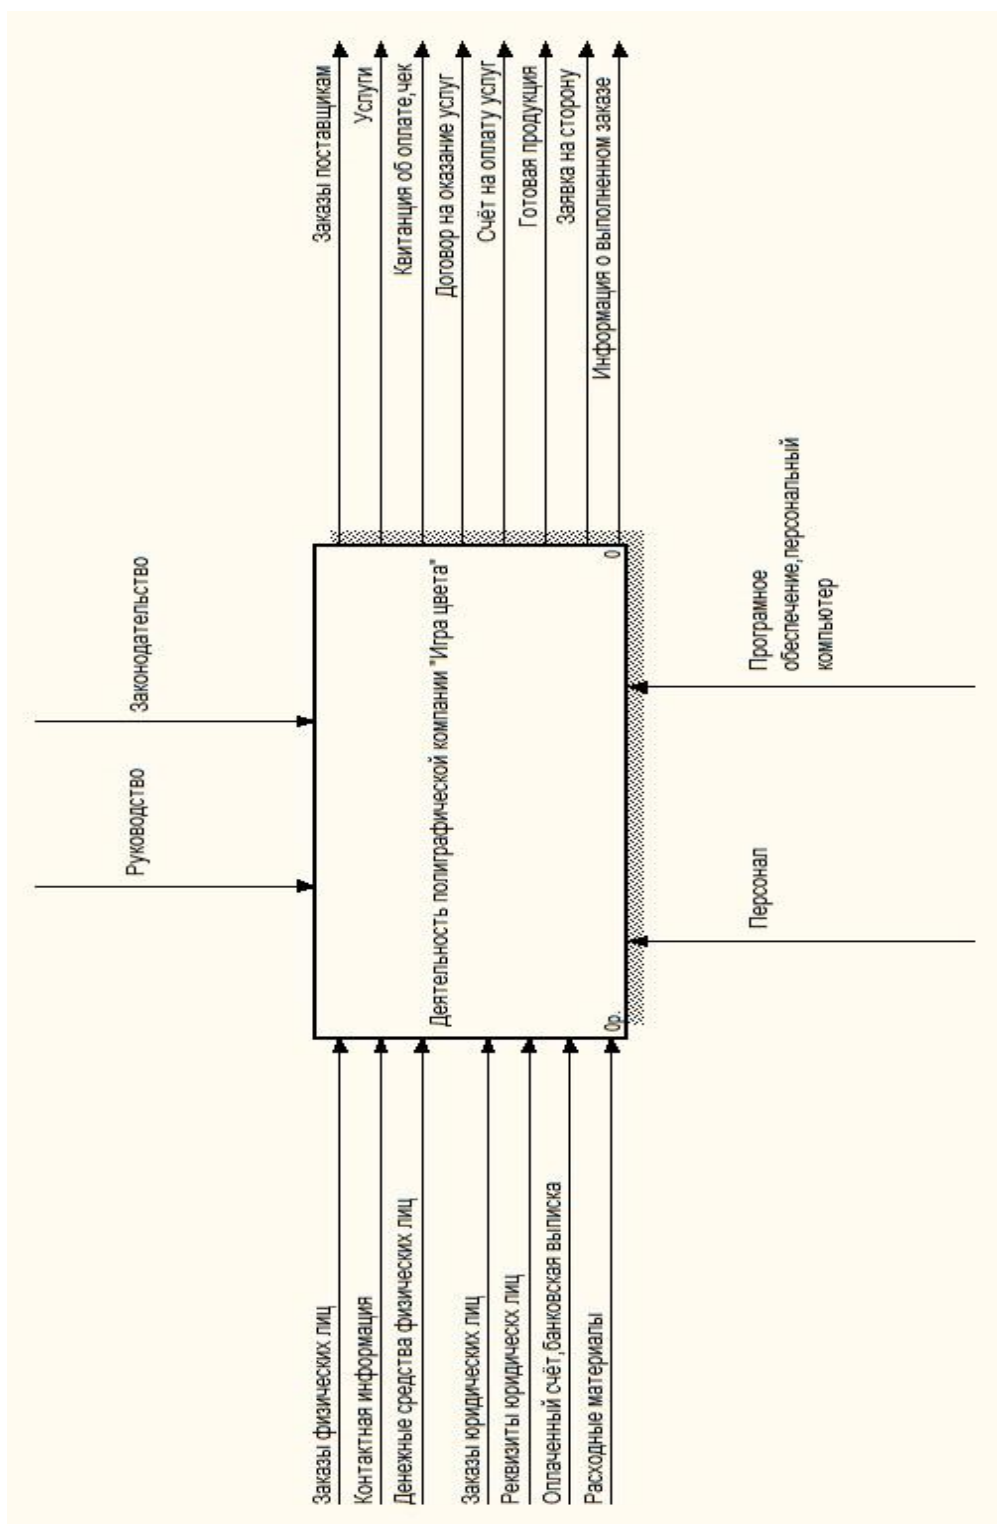 Руководство
Законодательство
Заказы физических лиц
Контактная информация
Денежные средства физических лиц
Заказы юридических лиц
Реквизиты юридическх лиц
Оплаченный счёт,банковская выписка
Расходные материалы
Деятельность полиграфической компании "Игра цвета"
0р.
0
Заказы поставщикам
Услуги
Квитанция об оплате,чек
Договор на оказание услуг
Счёт на оплату услуг
Готовая продукция
Заявка на сторону
Информация о выполненном заказе
Персонал
Програмное
обеспечение,персональный
компьютер